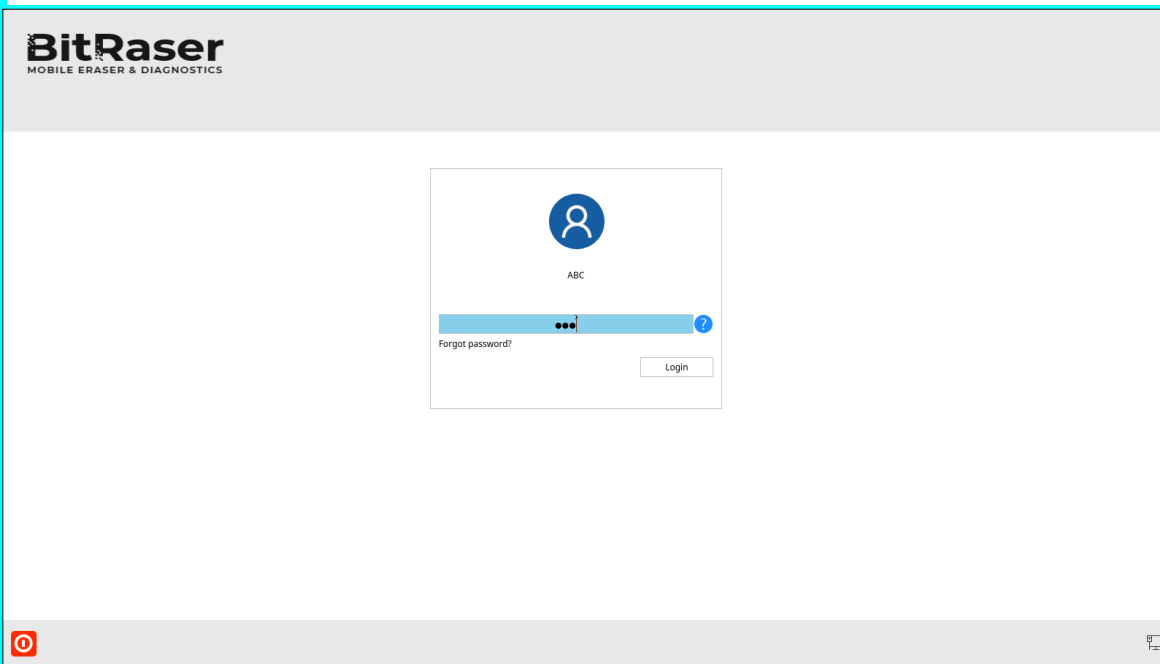 BitRaser
MOBILE ERASER & DIAGNOSTICS
ABC
•••
?
Forgot password?
Login